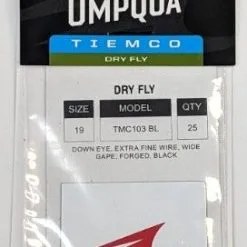 UMPQUA
TIEMCO
DRY FLY
DRY FLY
SIZE MODEL QTY
19 TMC103 BL 25
DOWN EYE, EXTRA FINE WIRE, WIDE
GAPE, FORGED, BLACK